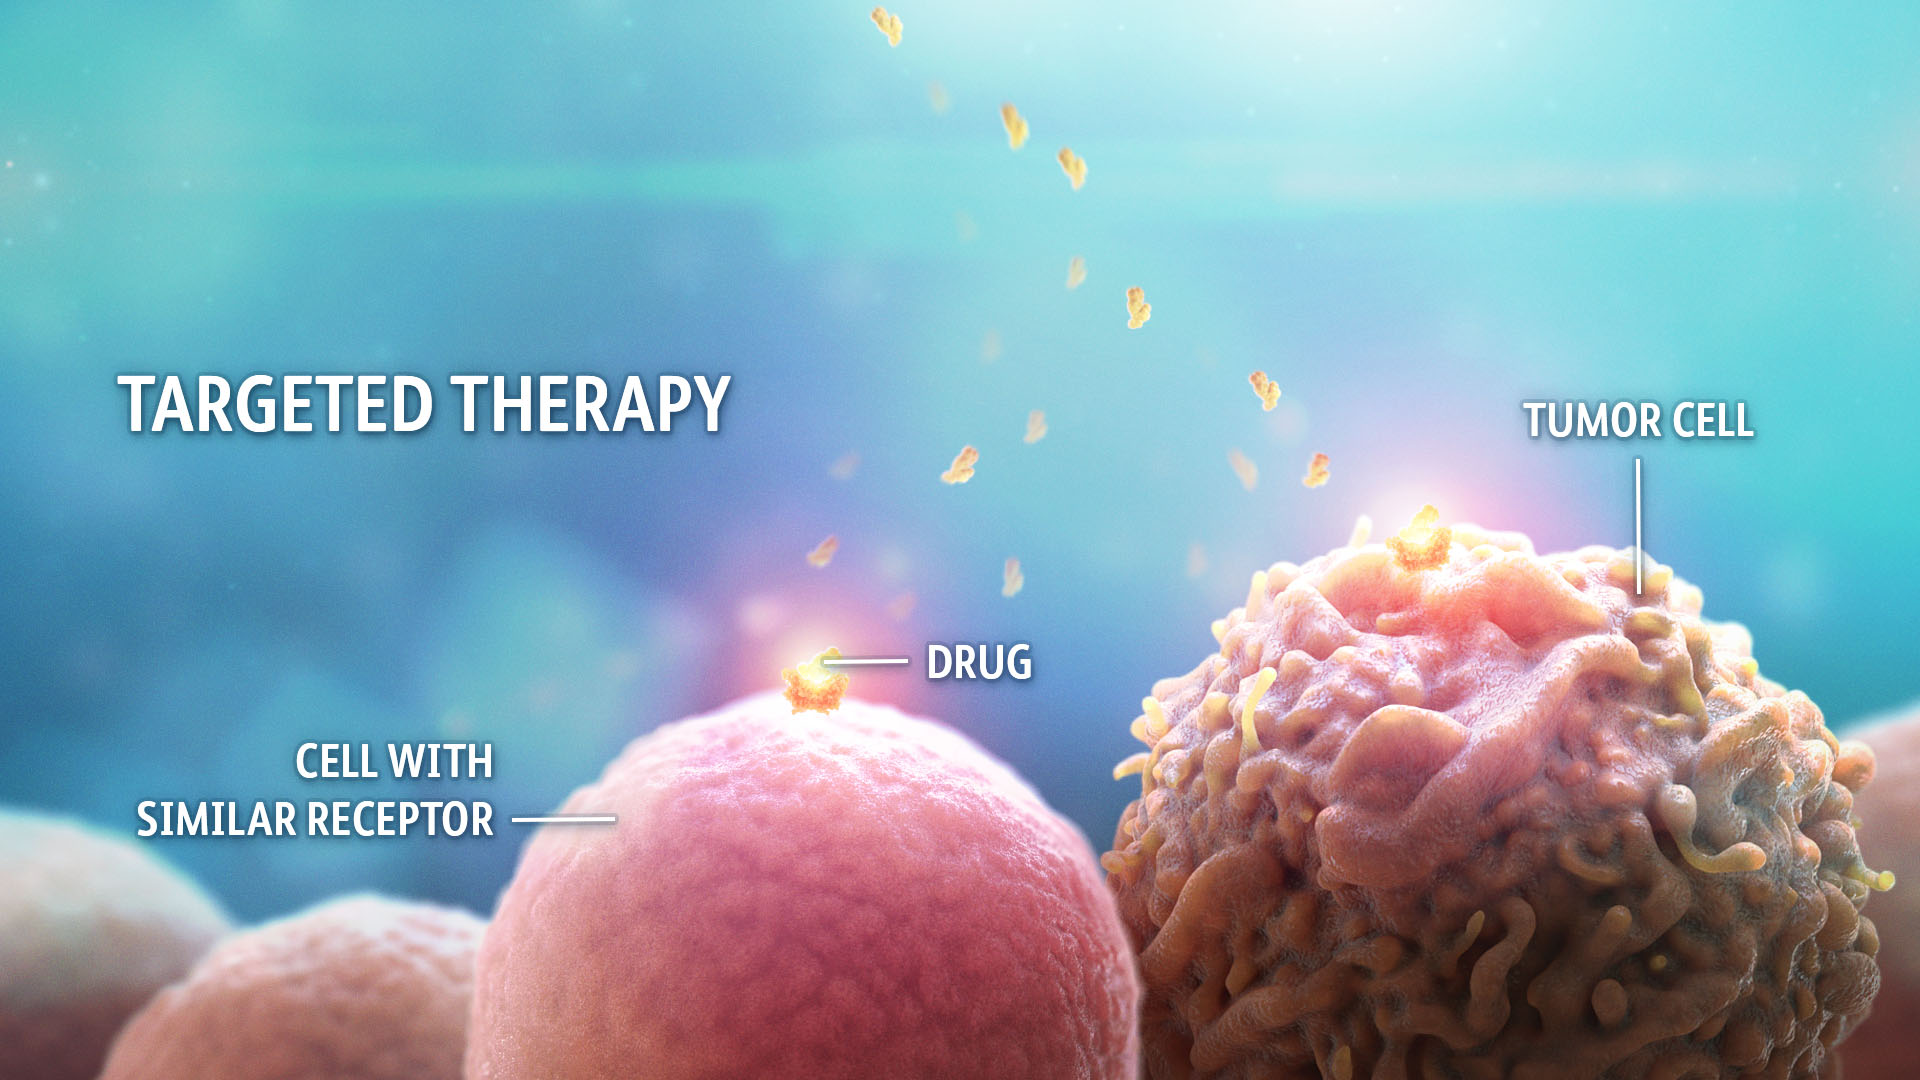 TARGETED THERAPY
TUMOR CELL
DRUG
CELL WITH
SIMILAR RECEPTOR